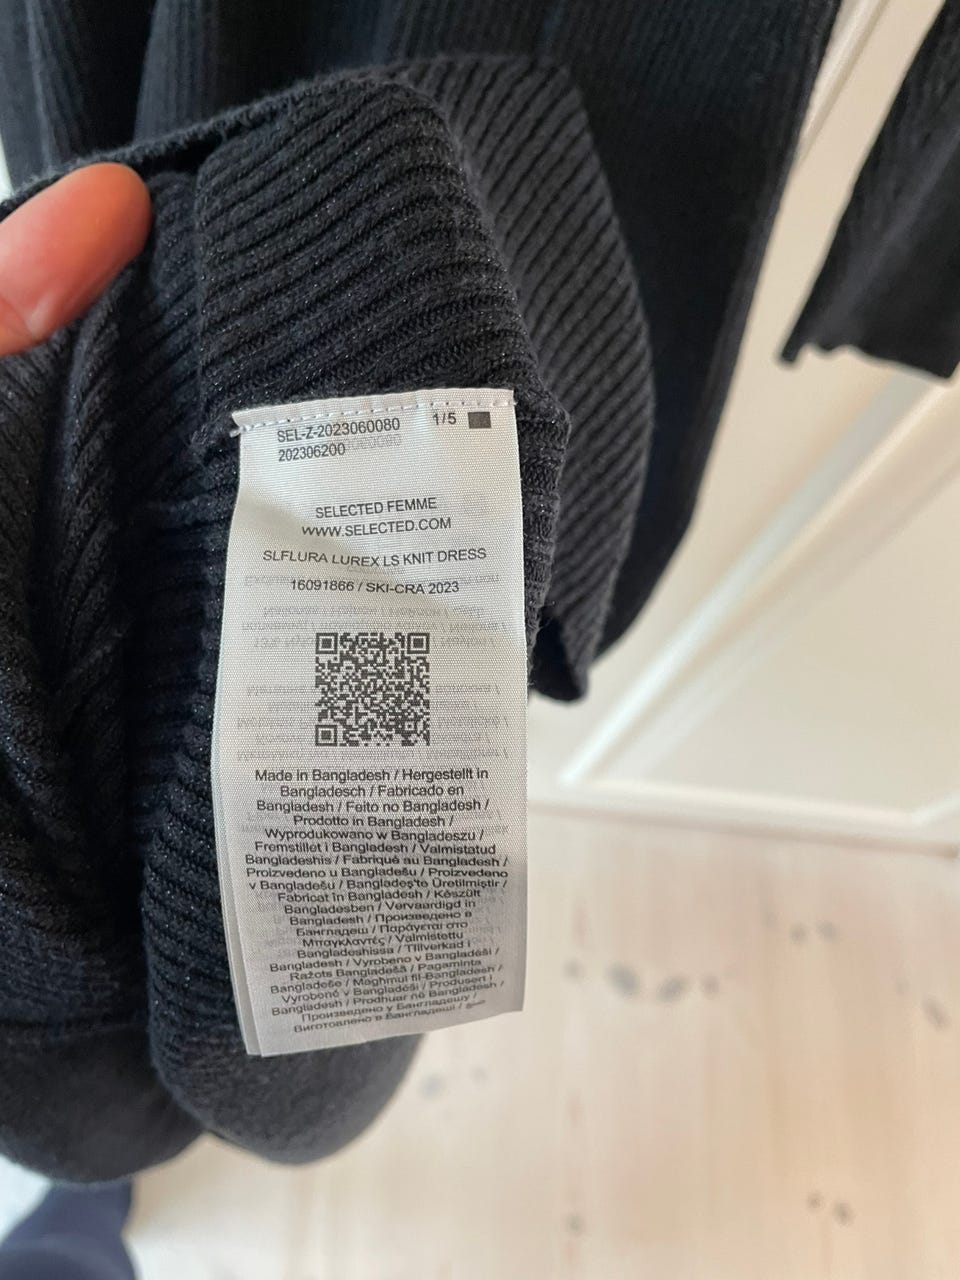 SEL-Z-2023060080 1/5
202306200
SELECTED FEMME
WWW.SELECTED.COM
SLFLURA LUREX LS KNIT DRESS
16091866 / SKI-CRA 2023
Made in Bangladesh / Hergestellt in
Bangladesch / Fabricado en
Bangladesh / Feito no Bangladesh /
Prodotto in Bangladesh /
Wyprodukowano w Bangladeszu /
Fremstillet i Bangladesh / Valmistatud
Bangladeshis / Fabriqué au Bangladesh /
Proizvedeno u Bangladešu / Proizvedeno
v Bangladešu / Bangladeş'te Üretilmiştir /
Fabricat în Bangladesh / Készült
Bangladesben / Vervaardigd in
Bangladesh / Произведено в
Бангладеш / Παράγεται στο
Μπαγκλαντές / Valmistettu
Bangladeshissa / Tillverkad i
Bangladesh / Vyrobeno v Bangladéši /
Ražots Bangladešā / Pagaminta
Bangladeše / Magħmul fil-Bangladesh /
Vyrobené v Bangladéši / Produsert i
Bangladesh / Prodhuar në Bangladesh /
Произведено у Бангладешу /
Виготовлено в Бангладеші /